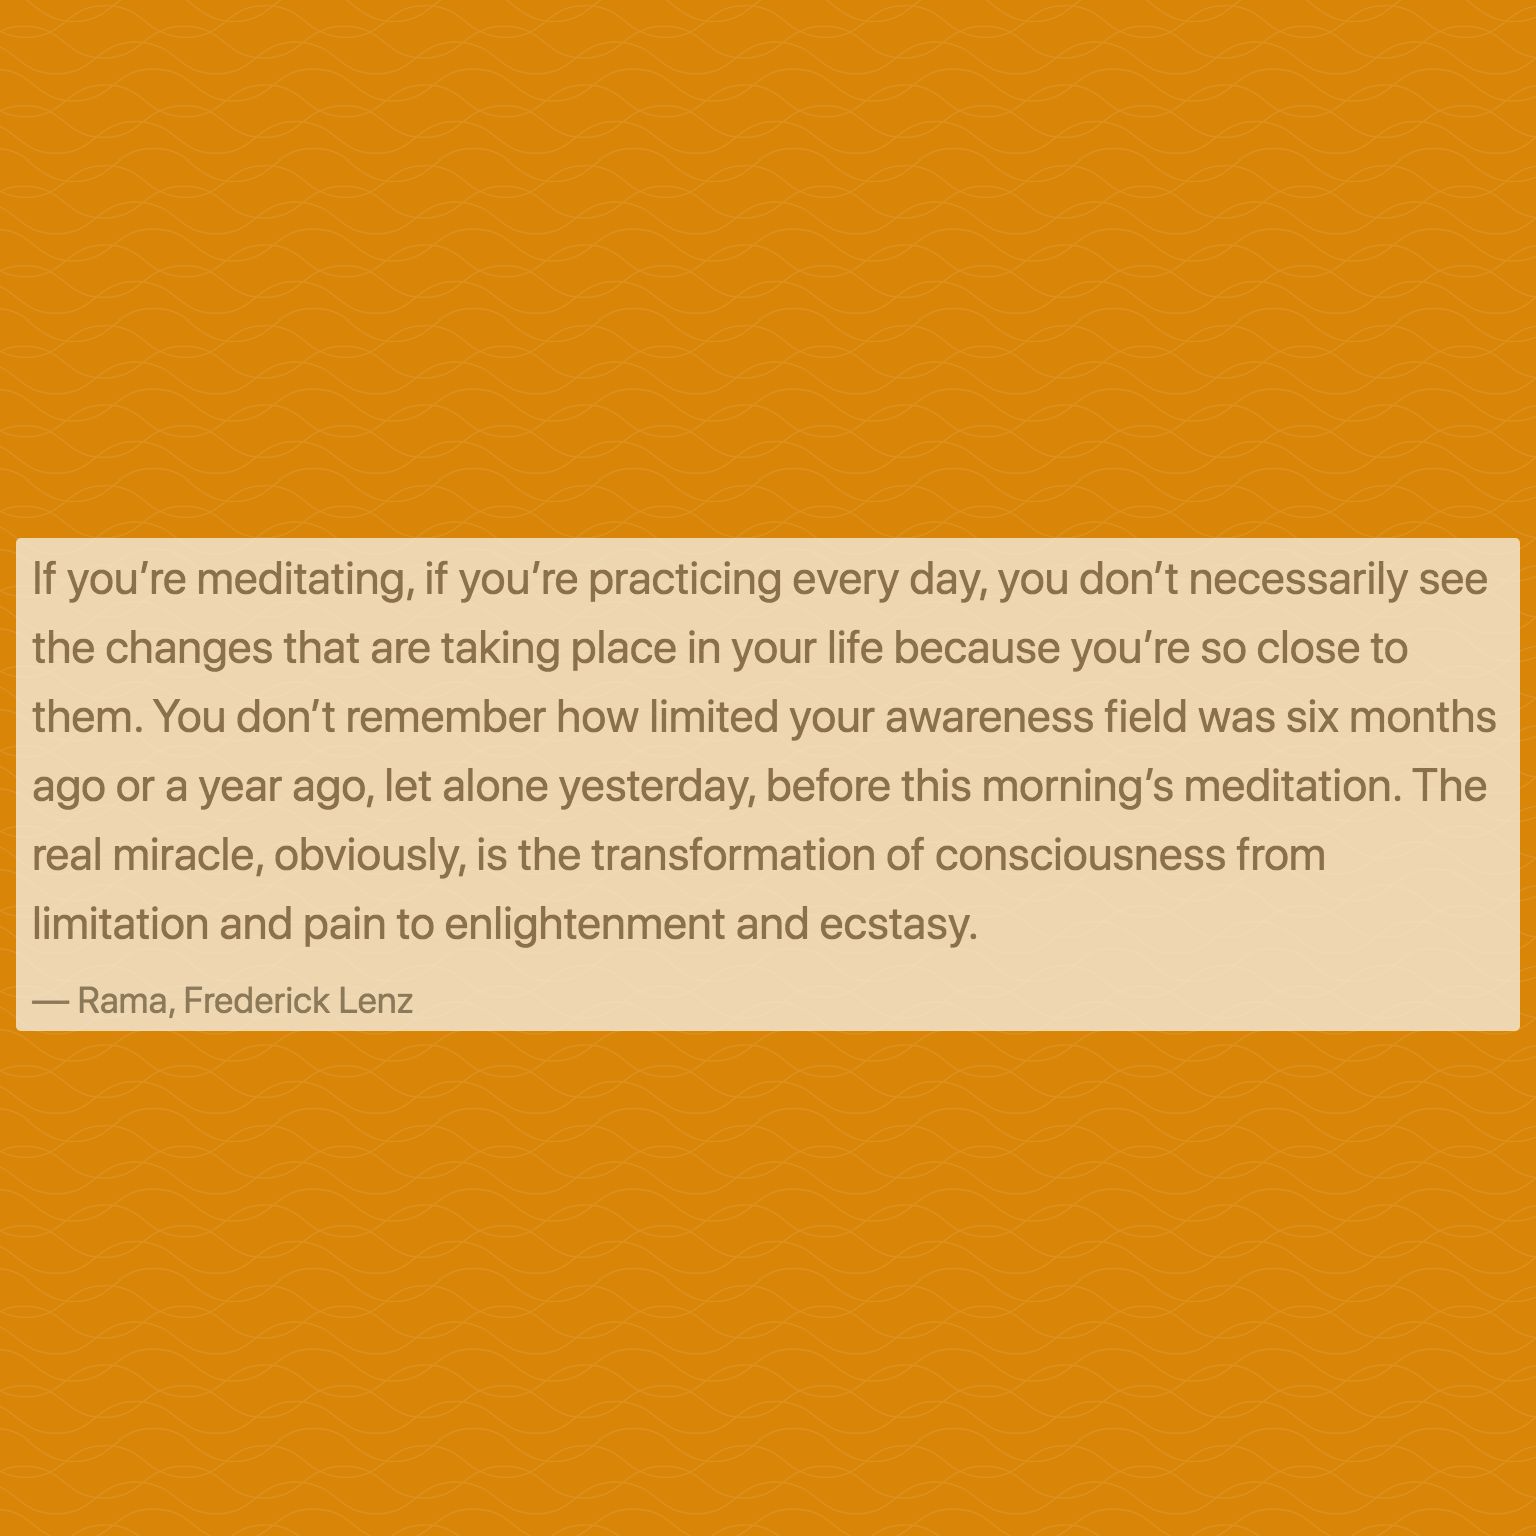 If you’re meditating, if you’re practicing every day, you don’t necessarily see
the changes that are taking place in your life because you’re so close to
them. You don’t remember how limited your awareness field was six months
ago or a year ago, let alone yesterday, before this morning’s meditation. The
real miracle, obviously, is the transformation of consciousness from
limitation and pain to enlightenment and ecstasy.
— Rama, Frederick Lenz